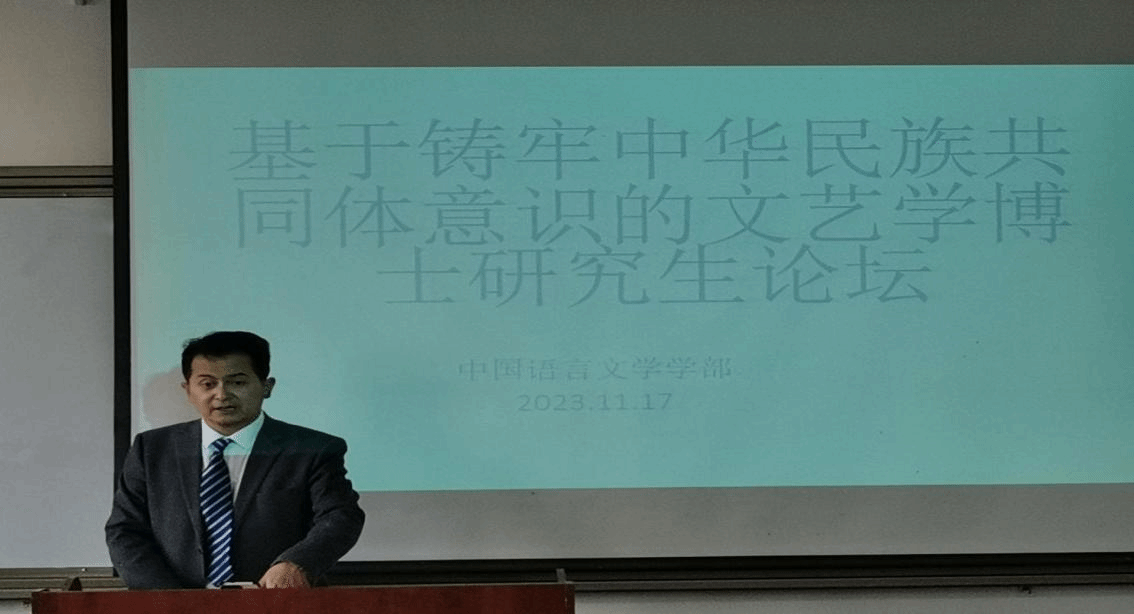 基于铸牢中华民族共
同体意识的文艺学博
士研究生论坛
中国语言文学学部
2023.11.17